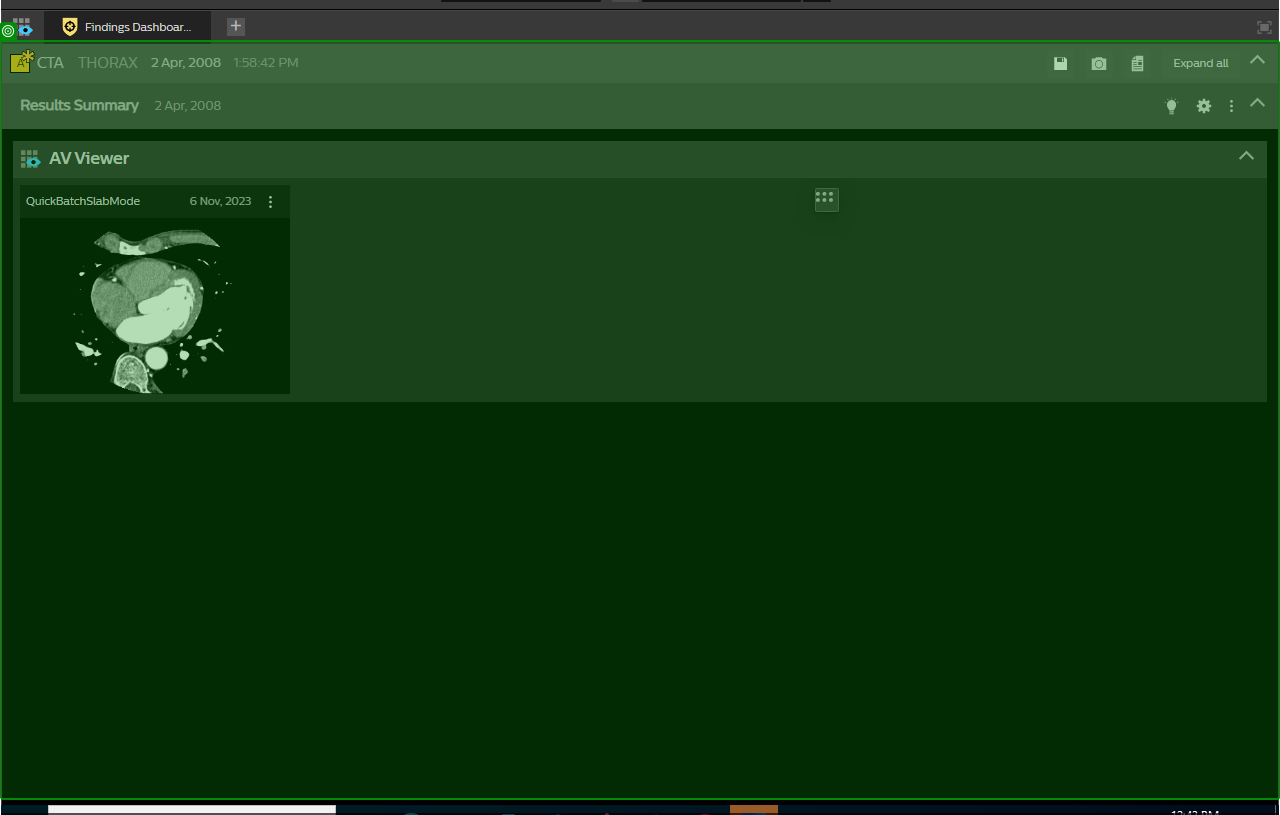 Findings Dashboar...
A
CTA THORAX 2 Apr, 2008 1:58:42 PM Expand all
Results Summary 2 Apr, 2008
AV Viewer
QuickBatchSlabMode 6 Nov, 2023